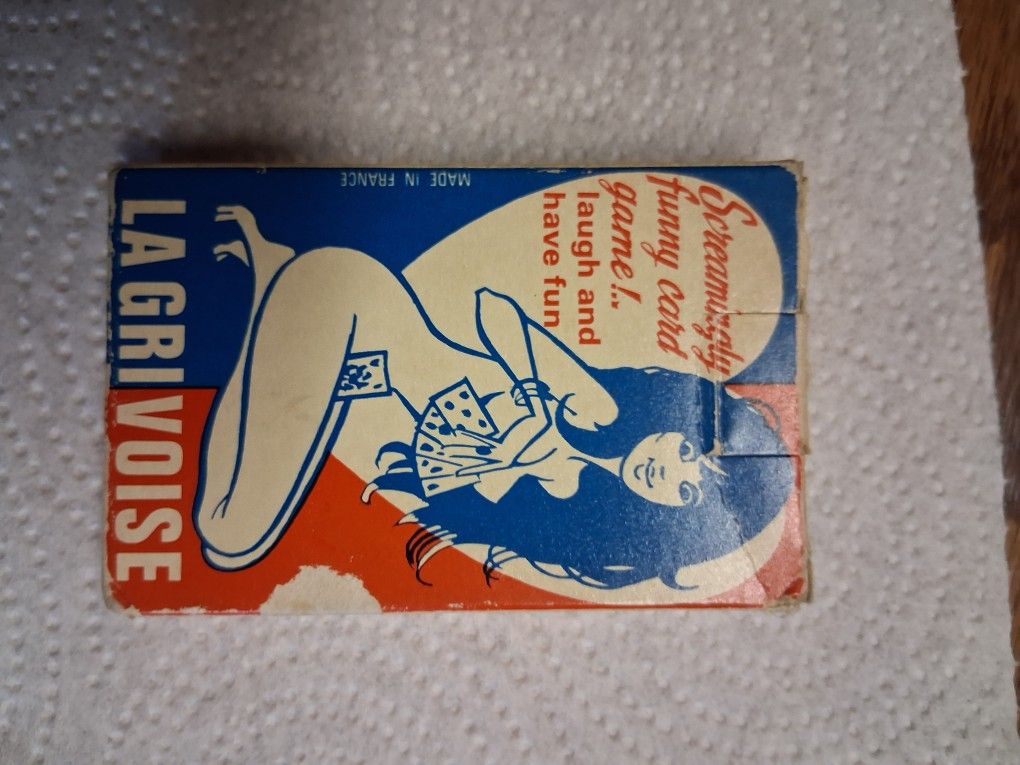 Screamingly
funny card
game!..
laugh and
have fun
MADE IN FRANCE
LA GRIVOISE